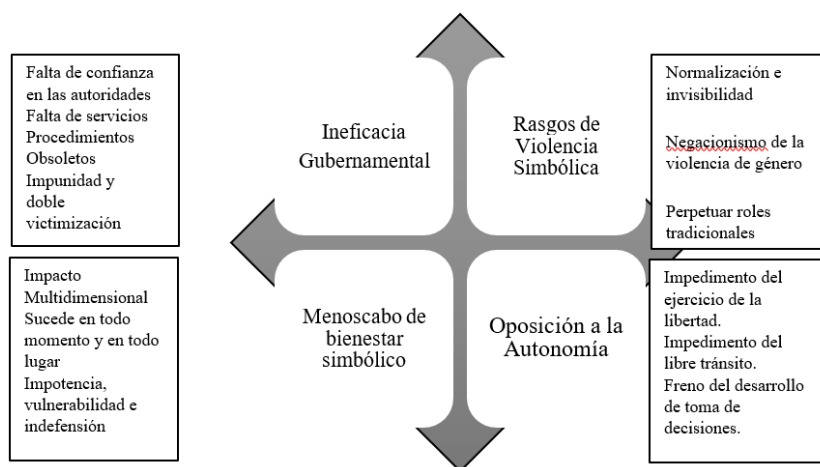 Falta de confianza
en las autoridades
Falta de servicios
Procedimientos
Obsoletos
Impunidad y
doble
victimización
Ineficacia
Gubernamental
Rasgos de
Violencia
Simbólica
Normalización e
invisibilidad
Negacionismo de la
violencia de género
Perpetuar roles
tradicionales
Impacto
Multidimensional
Sucede en todo
momento y en todo
lugar
Impotencia,
vulnerabilidad e
indefensión
Menoscabo de
bienestar
simbólico
Oposición a la
Autonomía
Impedimento del
ejercicio de la
libertad.
Impedimento del
libre tránsito.
Freno del desarrollo
de toma de
decisiones.